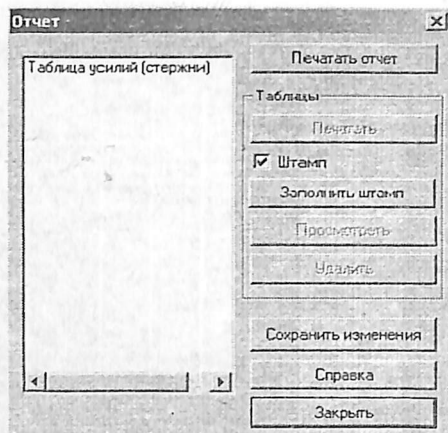 Отчет
Таблица усилий (стержни)
Печатать отчет
Таблицы
Печатать
Штамп
Заполнить штамп
Просмотреть
Удалить
Сохранить изменения
Справка
Закрыть